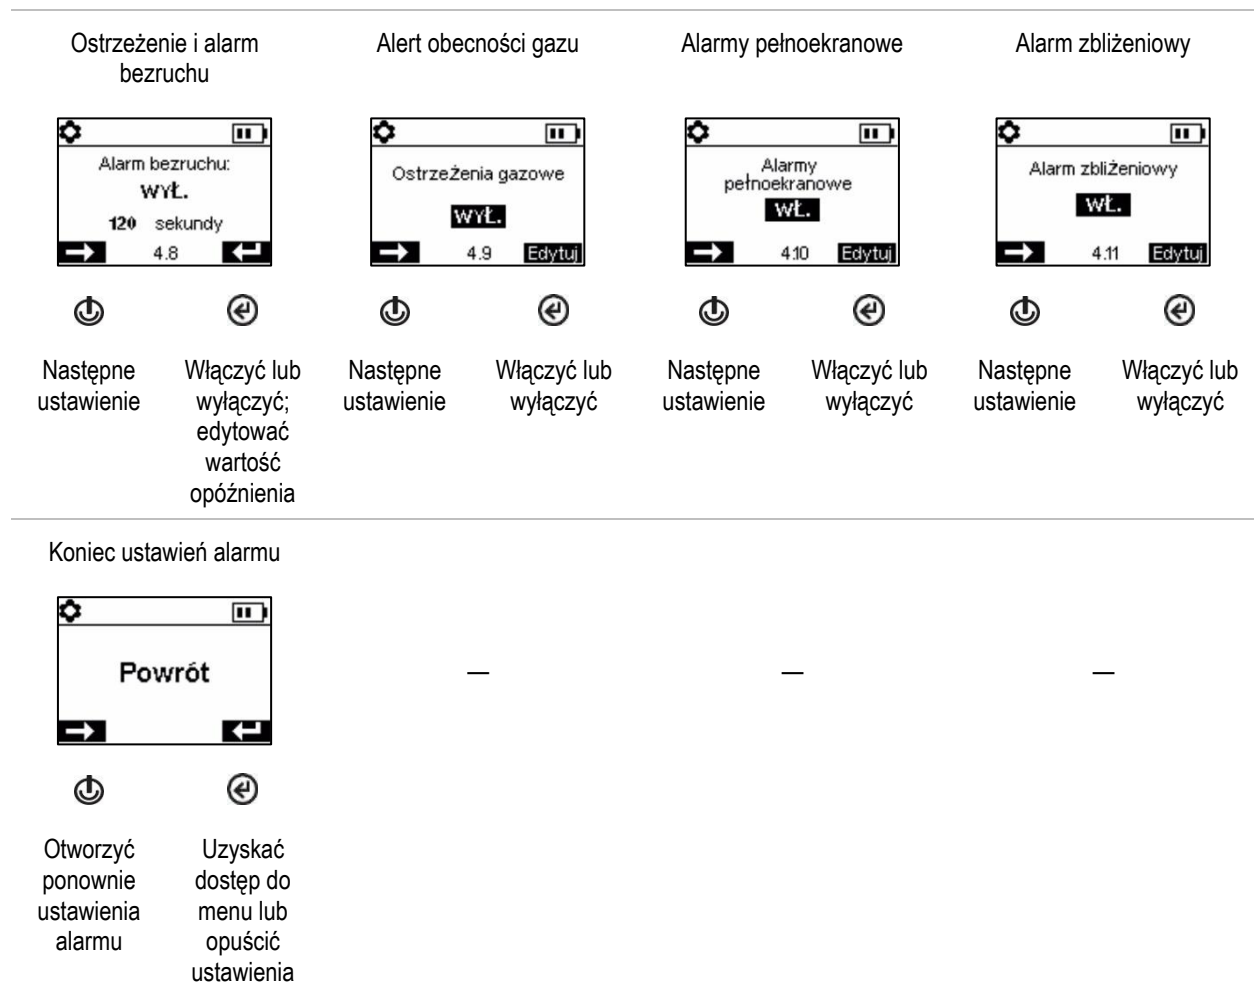 Ostrzeżenie i alarm
bezruchu
Alert obecności gazu
Alarmy pełnoekranowe
Alarm zbliżeniowy
Alarm bezruchu:
WYŁ.
120 sekundy
4.8
Ostrzeżenia gazowe
WYŁ.
4.9 Edytuj
Alarmy
pełnoekranowe
WŁ.
4.10 Edytuj
Alarm zbliżeniowy
WŁ.
4.11 Edytuj
Następne
ustawienie
Włączyć lub
wyłączyć;
edytować
wartość
opóźnienia
Następne
ustawienie
Włączyć lub
wyłączyć
Następne
ustawienie
Włączyć lub
wyłączyć
Następne
ustawienie
Włączyć lub
wyłączyć
Koniec ustawień alarmu
Powrót
— — —
Otworzyć
ponownie
ustawienia
alarmu
Uzyskać
dostęp do
menu lub
opuścić
ustawienia